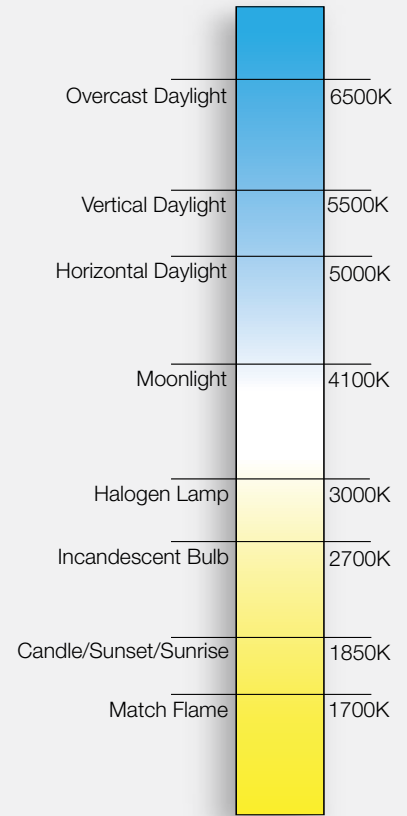 Overcast Daylight 6500K
Vertical Daylight 5500K
Horizontal Daylight 5000K
Moonlight 4100K
Halogen Lamp 3000K
Incandescent Bulb 2700K
Candle/Sunset/Sunrise 1850K
Match Flame 1700K